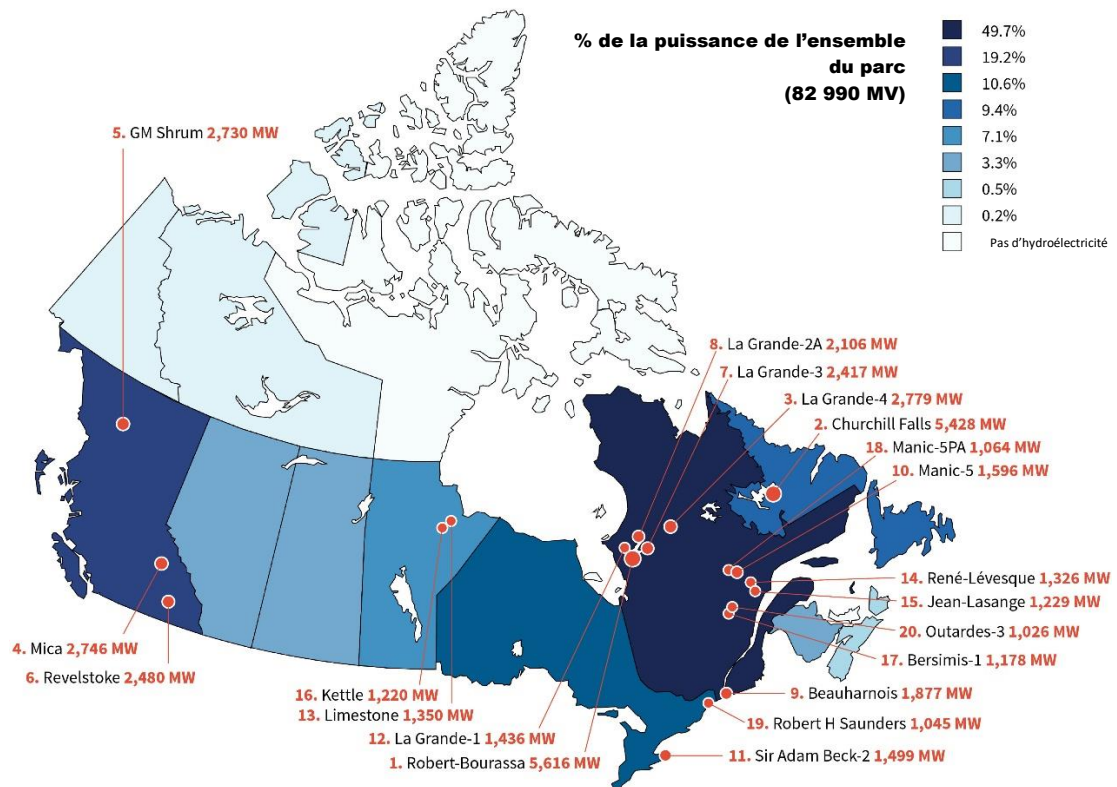 % de la puissance de l’ensemble
du parc
(82 990 MV)
49.7%
19.2%
10.6%
9.4%
7.1%
3.3%
0.5%
0.2%
Pas d’hydroélectricité
5. GM Shrum 2,730 MW
8. La Grande-2A 2,106 MW
7. La Grande-3 2,417 MW
3. La Grande-4 2,779 MW
2. Churchill Falls 5,428 MW
18. Manic-5PA 1,064 MW
10. Manic-5 1,596 MW
14. René-Lévesque 1,326 MW
15. Jean-Lasange 1,229 MW
20. Outardes-3 1,026 MW
17. Bersimis-1 1,178 MW
4. Mica 2,746 MW
6. Revelstoke 2,480 MW
16. Kettle 1,220 MW
13. Limestone 1,350 MW
12. La Grande-1 1,436 MW
1. Robert-Bourassa 5,616 MW
9. Beauharnois 1,877 MW
19. Robert H Saunders 1,045 MW
11. Sir Adam Beck-2 1,499 MW